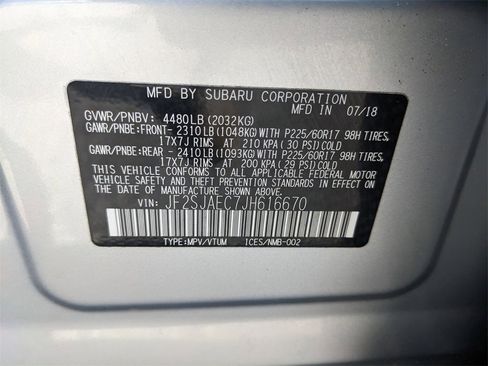 MFD BY SUBARU CORPORATION
MFD IN 07/18
GVWR/PNBV: 4480LB(2032KG)
GAWR/PNBE:FRONT-2310LB(1048KG)WITH P225/60R17 98H TIRES,
17X7J RIMS AT 210 KPA(30 PSI)COLD
GAWR/PNBE:REAR -2410LB(1093KG)WITH P225/60R17 98H TIRES,
17X7J RIMS AT 200 KPA(29 PSI)COLD
THIS VEHICLE CONFORMS TO ALL APPLICABLE FEDERAL MOTOR
VEHICLE SAFETY STANDARDS IN EFFECT ON THE DATE OF
MANUFACTURE SHOWN ABOVE.
VIN: JF2SJAEC7JH616670
TYPE:MPV/VTUM ICES/NMB-002